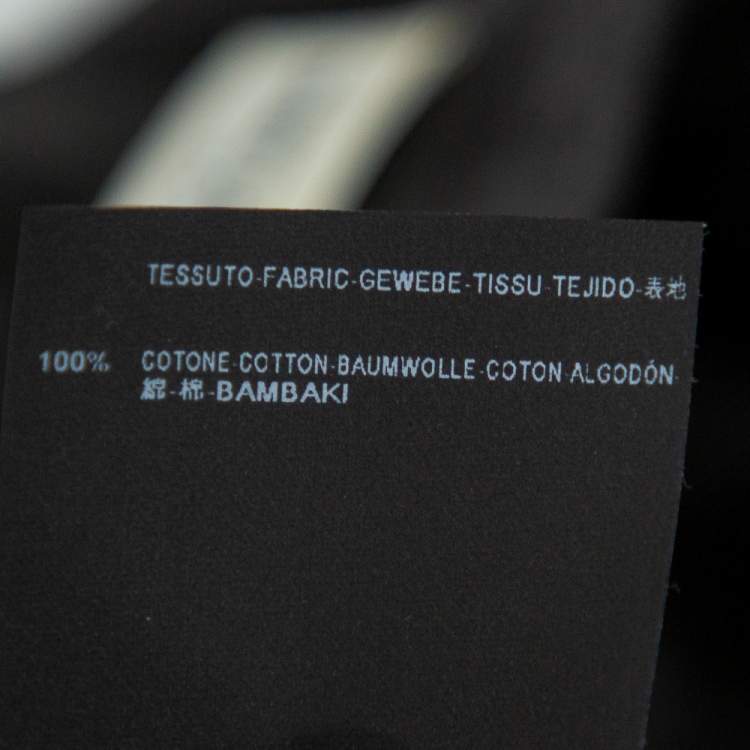 TESSUTO-FABRIC-GEWEBE-TISSU-TEJIDO-表地
100% COTONE-COTTON-BAUMWOLLE-COTON-ALGODÓN-
綿-棉-BAMBAKI